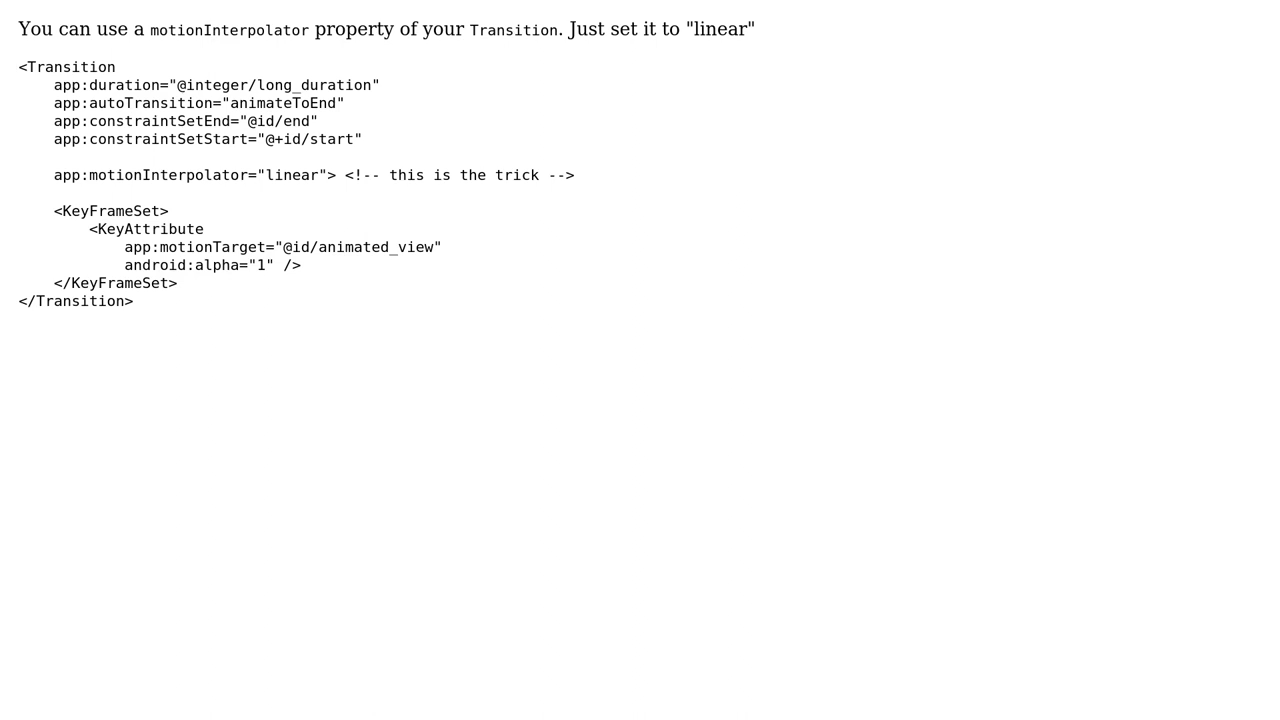 You can use a motionInterpolator property of your Transition. Just set it to "linear"
<Transition
    app:duration="@integer/long_duration"
    app:autoTransition="animateToEnd"
    app:constraintSetEnd="@id/end"
    app:constraintSetStart="@+id/start"

    app:motionInterpolator="linear"> <!-- this is the trick -->

    <KeyFrameSet>
        <KeyAttribute
            app:motionTarget="@id/animated_view"
            android:alpha="1" />
    </KeyFrameSet>
</Transition>